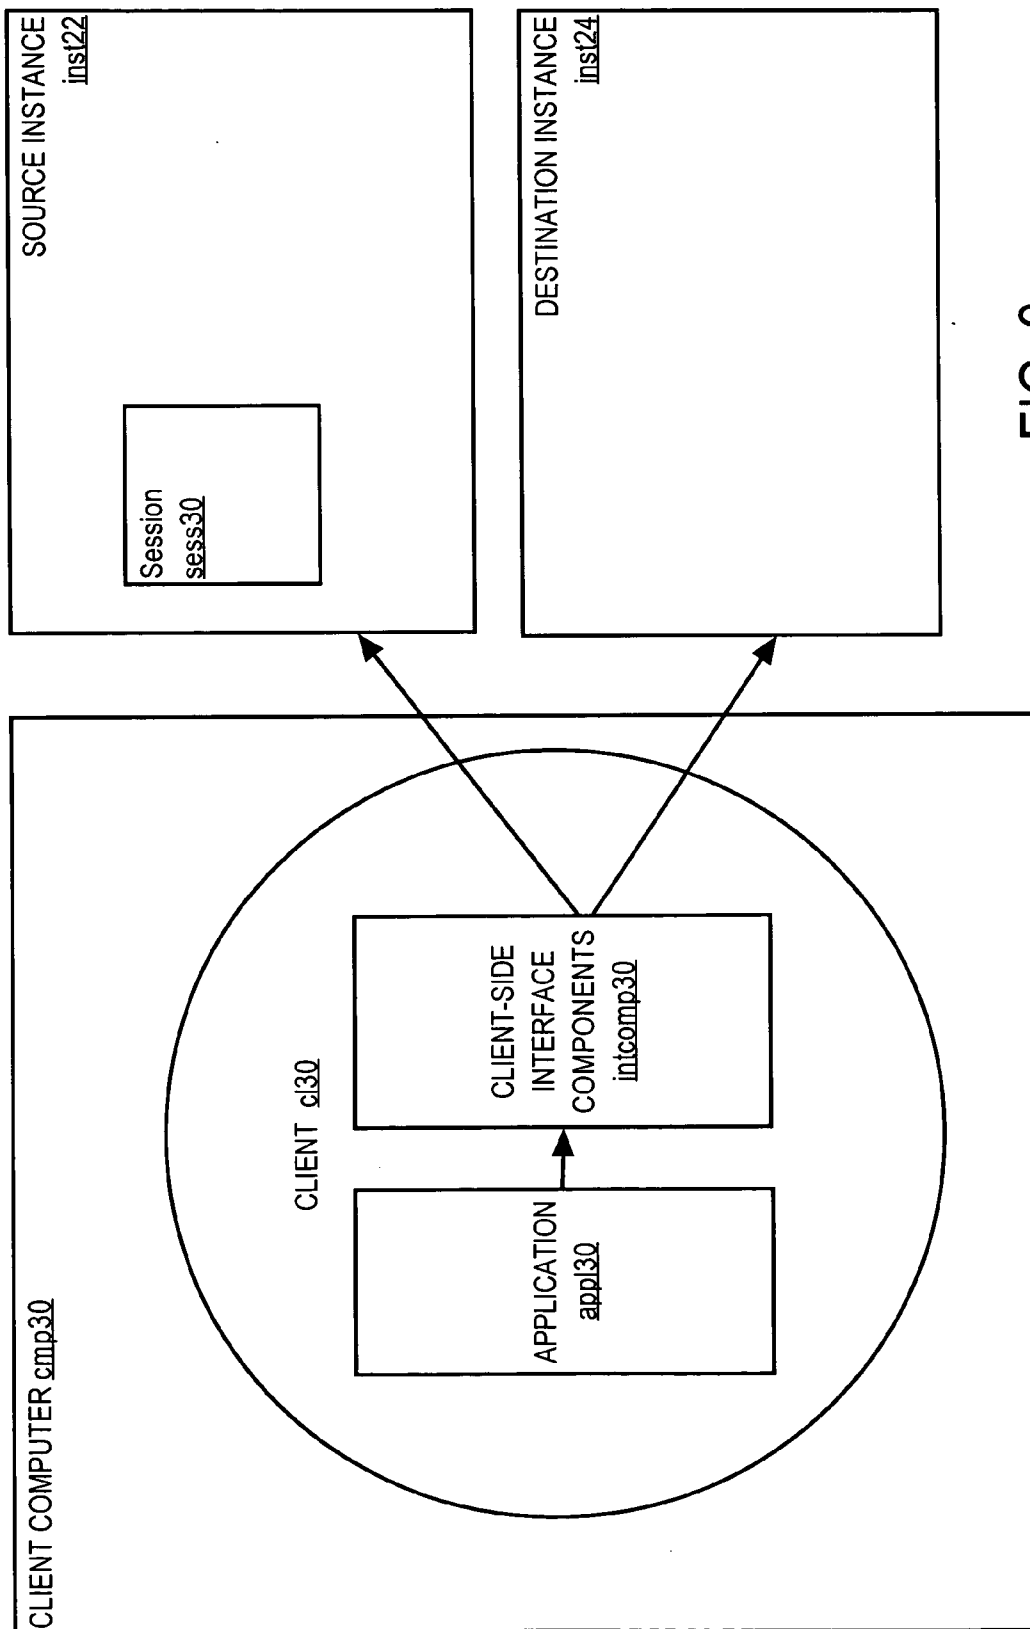 CLIENT COMPUTER cmp30
CLIENT cl30
APPLICATION
appl30
CLIENT-SIDE
INTERFACE
COMPONENTS
intcomp30
SOURCE INSTANCE
inst22
Session
sess30
DESTINATION INSTANCE
inst24
FIG.